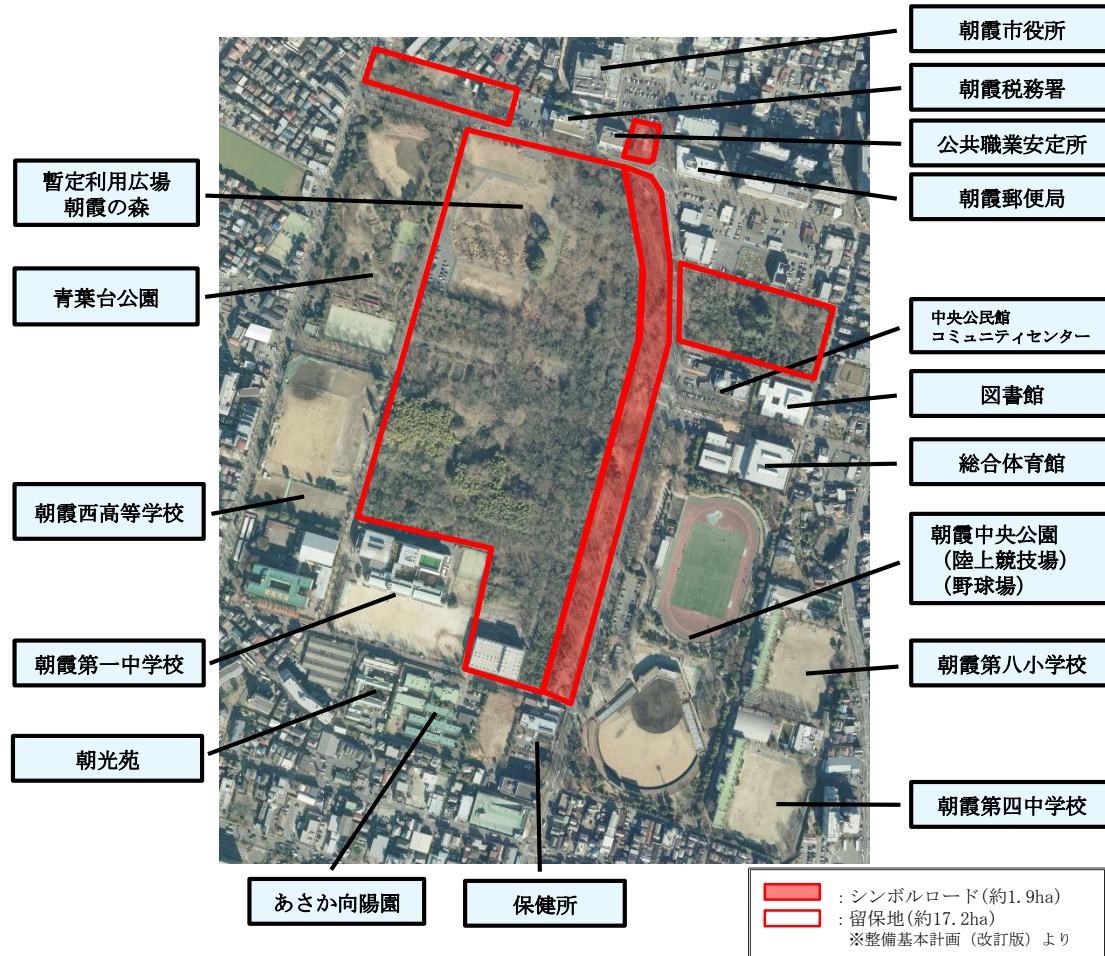 朝霞市役所
朝霞税務署
公共職業安定所
朝霞郵便局
暫定利用広場
朝霞の森
青葉台公園
中央公民館
コミュニティセンター
図書館
総合体育館
朝霞西高等学校
朝霞中央公園
(陸上競技場)
(野球場)
朝霞第一中学校
朝霞第八小学校
朝光苑
朝霞第四中学校
あさか向陽園
保健所
：シンボルロード(約1.9ha)
：留保地(約17.2ha)
※整備基本計画（改訂版）より